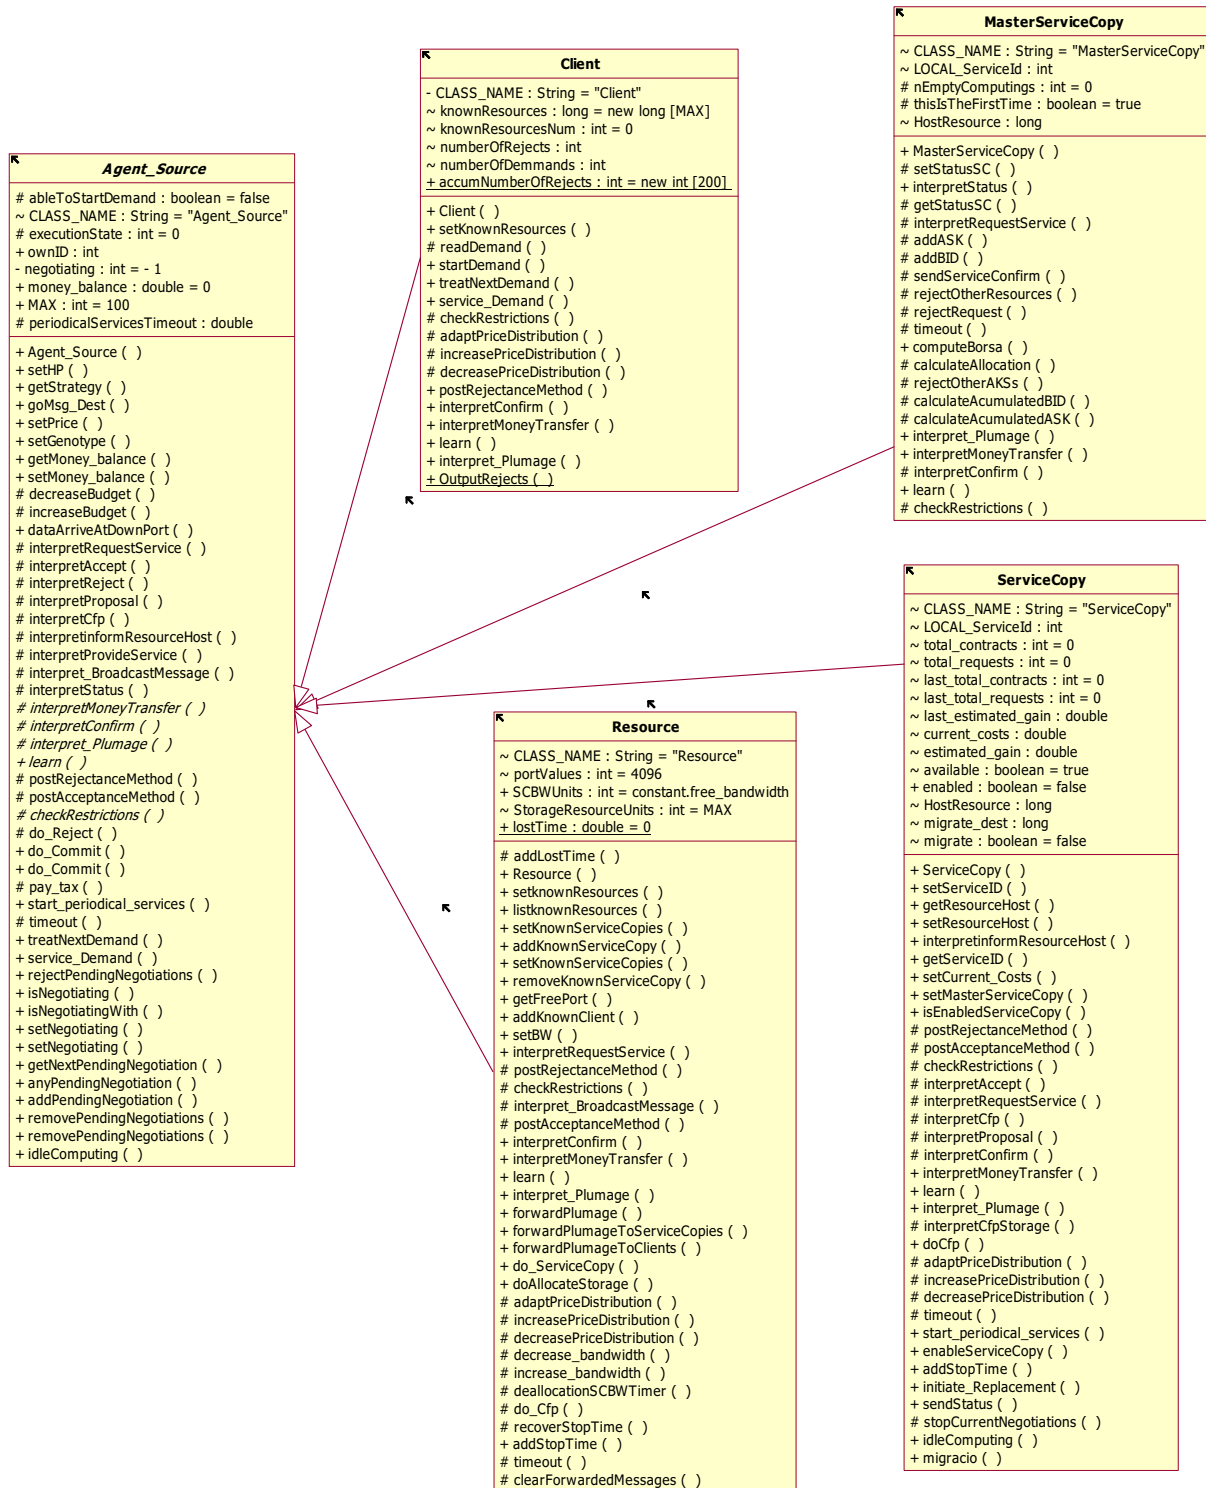 Agent_Source
# ableToStartDemand : boolean = false
~ CLASS_NAME : String = "Agent_Source"
# executionState : int = 0
+ ownID : int
- negotiating : int = - 1
+ money_balance : double = 0
+ MAX : int = 100
# periodicalServicesTimeout : double
+ Agent_Source ( )
+ setHP ( )
+ getStrategy ( )
+ goMsg_Dest ( )
+ setPrice ( )
+ setGenotype ( )
+ getMoney_balance ( )
+ setMoney_balance ( )
# decreaseBudget ( )
# increaseBudget ( )
+ dataArriveAtDownPort ( )
# interpretRequestService ( )
# interpretAccept ( )
# interpretReject ( )
# interpretProposal ( )
# interpretCfp ( )
# interpretinformResourceHost ( )
# interpretProvideService ( )
# interpret_BroadcastMessage ( )
# interpretStatus ( )
# interpretMoneyTransfer ( )
# interpretConfirm ( )
# interpret_Plumage ( )
+ learn ( )
# postRejectanceMethod ( )
# postAcceptanceMethod ( )
# checkRestrictions ( )
# do_Reject ( )
+ do_Commit ( )
+ do_Commit ( )
# pay_tax ( )
+ start_periodical_services ( )
# timeout ( )
+ treatNextDemand ( )
+ service_Demand ( )
+ rejectPendingNegotiations ( )
+ isNegotiating ( )
+ isNegotiatingWith ( )
+ setNegotiating ( )
+ setNegotiating ( )
+ getNextPendingNegotiation ( )
+ anyPendingNegotiation ( )
+ addPendingNegotiation ( )
+ removePendingNegotiations ( )
+ removePendingNegotiations ( )
+ idleComputing ( )
Client
- CLASS_NAME : String = "Client"
~ knownResources : long = new long [MAX]
~ knownResourcesNum : int = 0
~ numberOfRejects : int
~ numberOfDemmands : int
+ accumNumberOfRejects : int = new int [200]
+ Client ( )
+ setKnownResources ( )
# readDemand ( )
+ startDemand ( )
+ treatNextDemand ( )
+ service_Demand ( )
# checkRestrictions ( )
# adaptPriceDistribution ( )
# increasePriceDistribution ( )
# decreasePriceDistribution ( )
+ postRejectanceMethod ( )
+ interpretConfirm ( )
+ interpretMoneyTransfer ( )
+ learn ( )
+ interpret_Plumage ( )
+ OutputRejects ( )
MasterServiceCopy
~ CLASS_NAME : String = "MasterServiceCopy"
~ LOCAL_ServiceId : int
# nEmptyComputings : int = 0
# thisIsTheFirstTime : boolean = true
~ HostResource : long
+ MasterServiceCopy ( )
# setStatusSC ( )
+ interpretStatus ( )
# getStatusSC ( )
# interpretRequestService ( )
# addASK ( )
# addBID ( )
# sendServiceConfirm ( )
# rejectOtherResources ( )
# rejectRequest ( )
# timeout ( )
+ computeBorsa ( )
# calculateAllocation ( )
# rejectOtherAKSs ( )
# calculateAcumulatedBID ( )
# calculateAcumulatedASK ( )
+ interpret_Plumage ( )
+ interpretMoneyTransfer ( )
# interpretConfirm ( )
+ learn ( )
# checkRestrictions ( )
Resource
~ CLASS_NAME : String = "Resource"
~ portValues : int = 4096
+ SCBWUnits : int = constant.free_bandwidth
~ StorageResourceUnits : int = MAX
+ lostTime : double = 0
# addLostTime ( )
+ Resource ( )
+ setknownResources ( )
+ listknownResources ( )
+ setKnownServiceCopies ( )
+ addKnownServiceCopy ( )
+ setKnownServiceCopies ( )
+ removeKnownServiceCopy ( )
+ getFreePort ( )
+ addKnownClient ( )
+ setBW ( )
+ interpretRequestService ( )
# postRejectanceMethod ( )
# checkRestrictions ( )
# interpret_BroadcastMessage ( )
# postAcceptanceMethod ( )
+ interpretConfirm ( )
+ interpretMoneyTransfer ( )
+ learn ( )
+ interpret_Plumage ( )
+ forwardPlumage ( )
+ forwardPlumageToServiceCopies ( )
+ forwardPlumageToClients ( )
+ do_ServiceCopy ( )
+ doAllocateStorage ( )
# adaptPriceDistribution ( )
# increasePriceDistribution ( )
# decreasePriceDistribution ( )
# decrease_bandwidth ( )
# increase_bandwidth ( )
# deallocationSCBWTimer ( )
# do_Cfp ( )
# recoverStopTime ( )
+ addStopTime ( )
# timeout ( )
# clearForwardedMessages ( )
ServiceCopy
~ CLASS_NAME : String = "ServiceCopy"
~ LOCAL_ServiceId : int
~ total_contracts : int = 0
~ total_requests : int = 0
~ last_total_contracts : int = 0
~ last_total_requests : int = 0
~ last_estimated_gain : double
~ current_costs : double
~ estimated_gain : double
~ available : boolean = true
+ enabled : boolean = false
~ HostResource : long
~ migrate_dest : long
~ migrate : boolean = false
+ ServiceCopy ( )
+ setServiceID ( )
+ getResourceHost ( )
+ setResourceHost ( )
+ interpretinformResourceHost ( )
+ getServiceID ( )
+ setCurrent_Costs ( )
+ setMasterServiceCopy ( )
+ isEnabledServiceCopy ( )
# postRejectanceMethod ( )
# postAcceptanceMethod ( )
# checkRestrictions ( )
# interpretAccept ( )
# interpretRequestService ( )
# interpretCfp ( )
# interpretProposal ( )
# interpretConfirm ( )
+ interpretMoneyTransfer ( )
+ learn ( )
+ interpret_Plumage ( )
# interpretCfpStorage ( )
+ doCfp ( )
# adaptPriceDistribution ( )
# increasePriceDistribution ( )
# decreasePriceDistribution ( )
# timeout ( )
+ start_periodical_services ( )
+ enableServiceCopy ( )
+ addStopTime ( )
+ initiate_Replacement ( )
+ sendStatus ( )
# stopCurrentNegotiations ( )
+ idleComputing ( )
+ migracio ( )